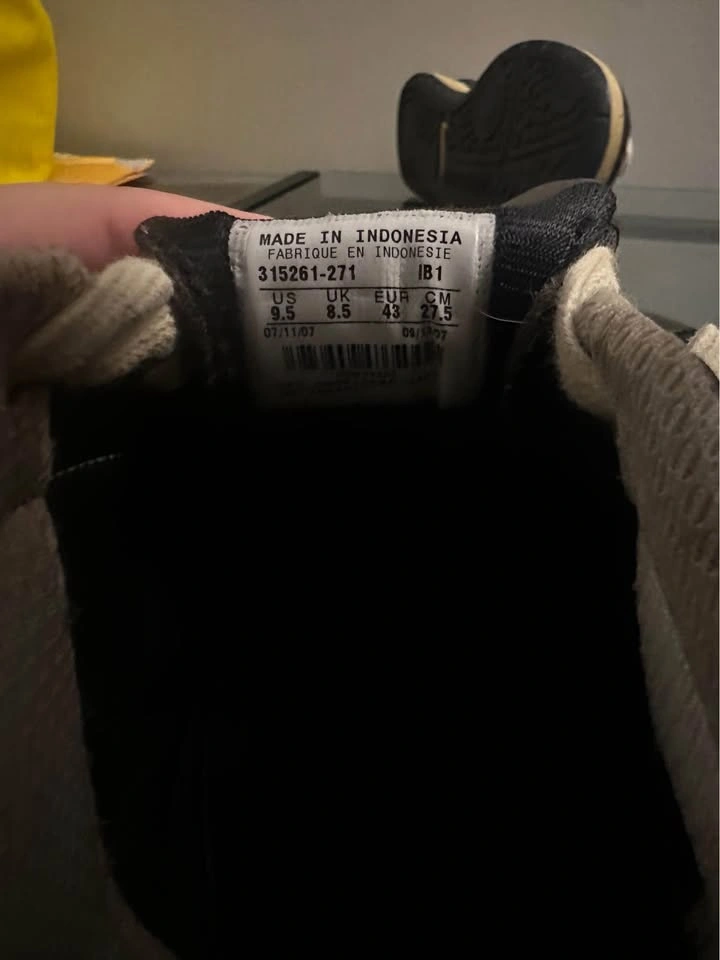 MADE IN INDONESIA
FABRIQUE EN INDONESIE
315261-271 IB1
US UK EUR CM
9.5 8.5 43 27.5
07/11/07